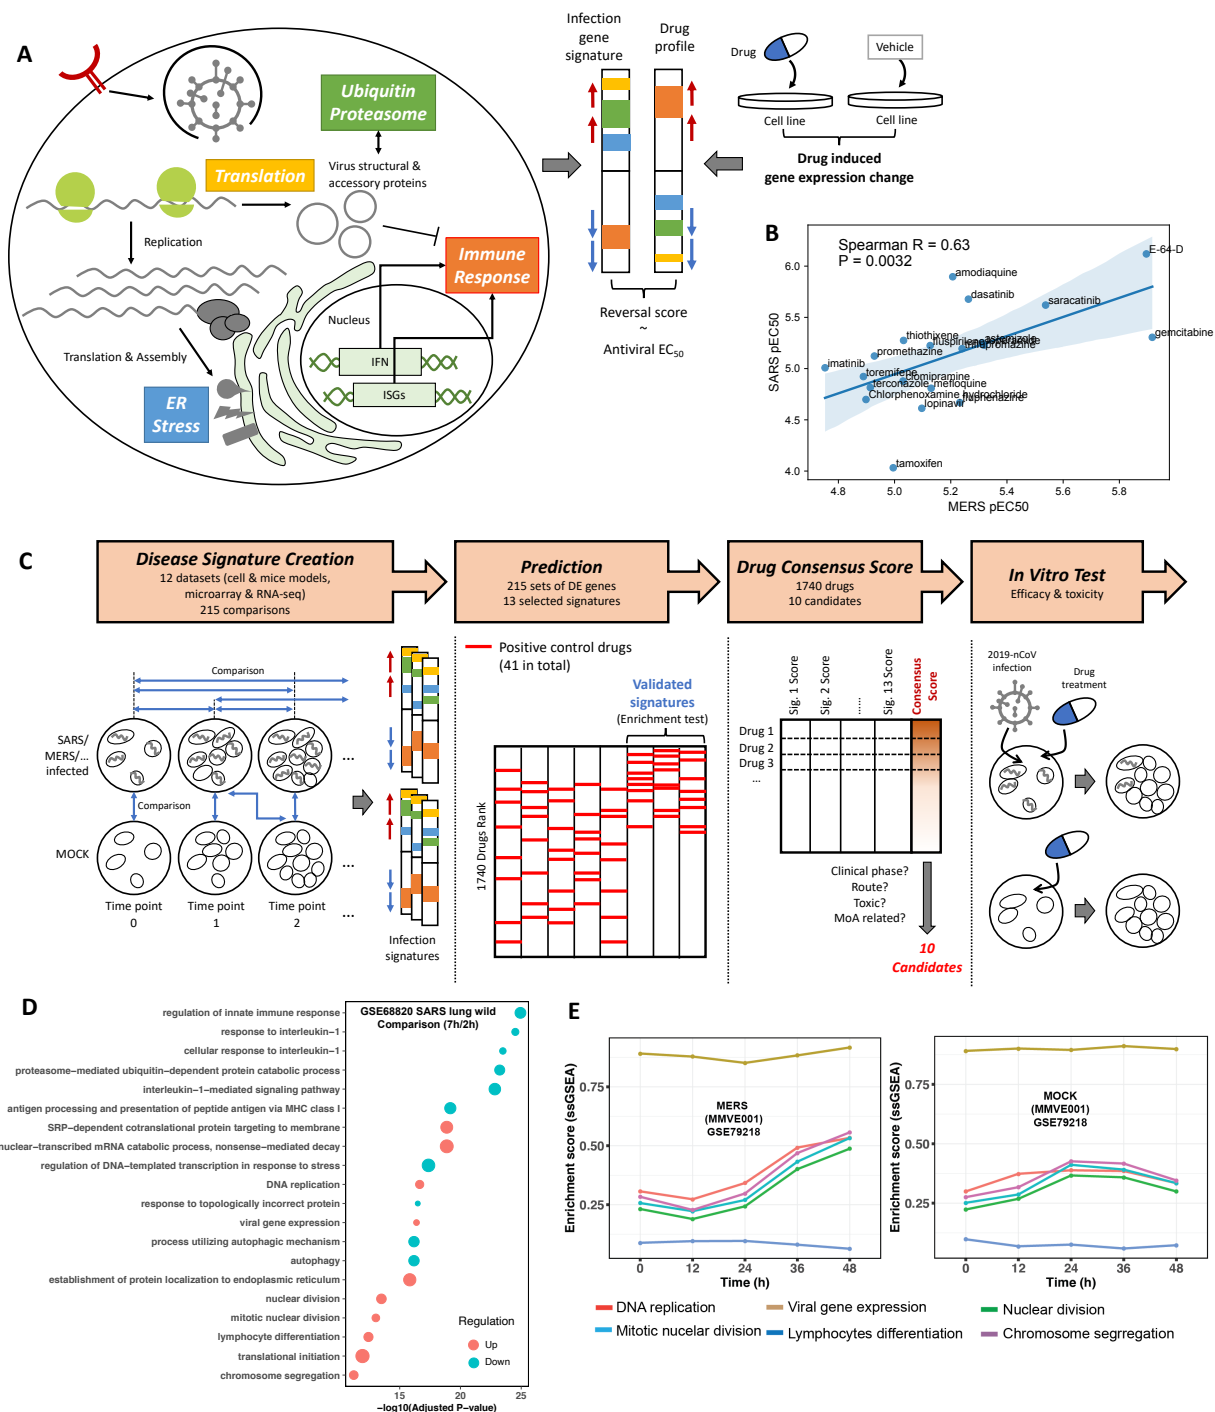 A
Ubiquitin
Proteasome
Translation
Virus structural &
accessory proteins
Replication
Immune
Response
Nucleus
IFN
ISGs
Translation & Assembly
ER
Stress
Infection
gene
signature
Drug
profile
Reversal score
~
Antiviral EC50
Drug
Vehicle
Cell line
Cell line
Drug induced
gene expression change
B
Spearman R = 0.63
P = 0.0032
SARS pEC50
6.0
5.5
5.0
4.5
4.0
E-64-D
amodiaquine
dasatinib
saracatinib
gemcitabine
thiothixene
astemizole
promethazine
imatinib
toremifene
clomipramine
terconazole
mefloquine
Chlorphenoxamine hydrochloride
fluphenazine
lopinavir
tamoxifen
4.8
5.0
5.2
5.4
5.6
5.8
MERS pEC50
C
Disease Signature Creation
12 datasets (cell & mice models,
microarray & RNA-seq)
215 comparisons
Prediction
215 sets of DE genes
13 selected signatures
Drug Consensus Score
1740 drugs
10 candidates
In Vitro Test
Efficacy & toxicity
Comparison
SARS/
MERS/...
infected
...
Comparison
MOCK
...
Time point
0
Time point
1
Time point
2
...
Infection
signatures
Positive control drugs
(41 in total)
Validated
signatures
(Enrichment test)
1740 Drugs Rank
Sig. 1 Score
Sig. 2 Score
.....
Sig. 13 Score
Consensus
Score
Drug 1
Drug 2
Drug 3
...
Clinical phase?
Route?
Toxic?
MoA related?
10
Candidates
2019-nCoV
infection
Drug
treatment
D
GSE68820 SARS lung wild
Comparison (7h/2h)
regulation of innate immune response
response to interleukin-1
cellular response to interleukin-1
proteasome-mediated ubiquitin-dependent protein catabolic process
interleukin-1-mediated signaling pathway
antigen processing and presentation of peptide antigen via MHC class I
SRP-dependent cotranslational protein targeting to membrane
nuclear-transcribed mRNA catabolic process, nonsense-mediated decay
regulation of DNA-templated transcription in response to stress
DNA replication
response to topologically incorrect protein
viral gene expression
process utilizing autophagic mechanism
autophagy
establishment of protein localization to endoplasmic reticulum
nuclear division
mitotic nuclear division
lymphocyte differentiation
translational initiation
chromosome segregation
Regulation
Up
Down
15
20
25
-log10(Adjusted P-value)
E
Enrichment score (ssGSEA)
0.75
0.50
0.25
MERS
(MMVE001)
GSE79218
0
12
24
36
48
Time (h)
Enrichment score (ssGSEA)
0.75
0.50
0.25
MOCK
(MMVE001)
GSE79218
0
12
24
36
48
Time (h)
DNA replication
Viral gene expression
Nuclear division
Mitotic nucelar division
Lymphocytes differentiation
Chromosome segrregation